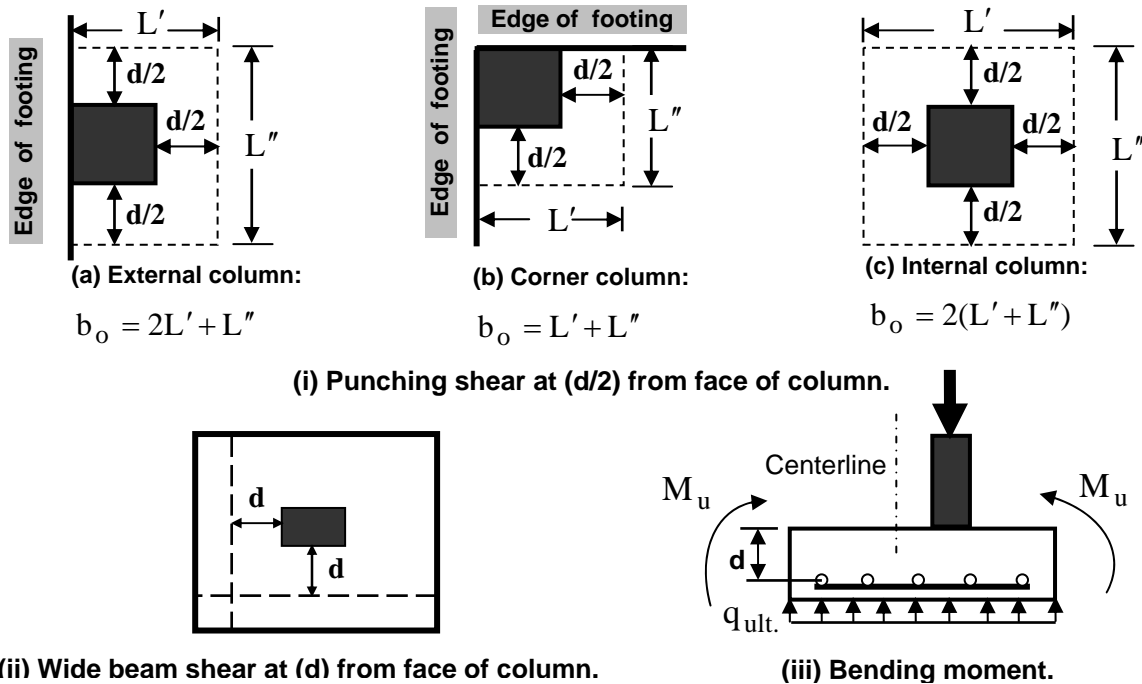 Edge of footing
L′
d/2
d/2
d/2
L″
(a) External column:
b_o = 2L′ + L″
Edge of footing
Edge of footing
d/2
d/2
L″
L′
(b) Corner column:
b_o = L′ + L″
L′
d/2
d/2
d/2
d/2
L″
(c) Internal column:
b_o = 2(L′ + L″)
(i) Punching shear at (d/2) from face of column.
d
d
(ii) Wide beam shear at (d) from face of column.
Centerline
M_u
M_u
d
q_ult.
(iii) Bending moment.